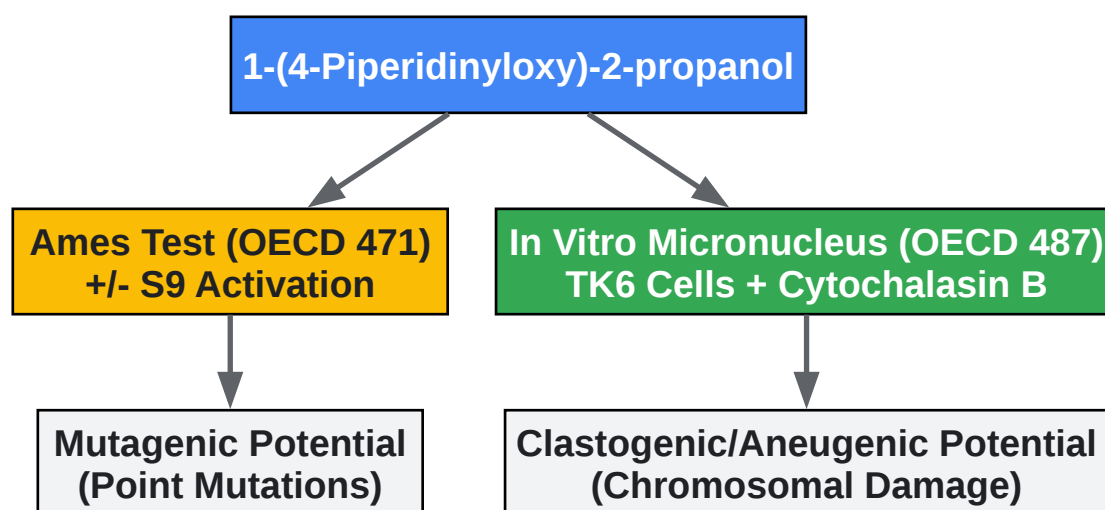 1-(4-Piperidinyloxy)-2-propanol
Ames Test (OECD 471)
+/- S9 Activation
In Vitro Micronucleus (OECD 487)
TK6 Cells + Cytochalasin B
Mutagenic Potential
(Point Mutations)
Clastogenic/Aneugenic Potential
(Chromosomal Damage)